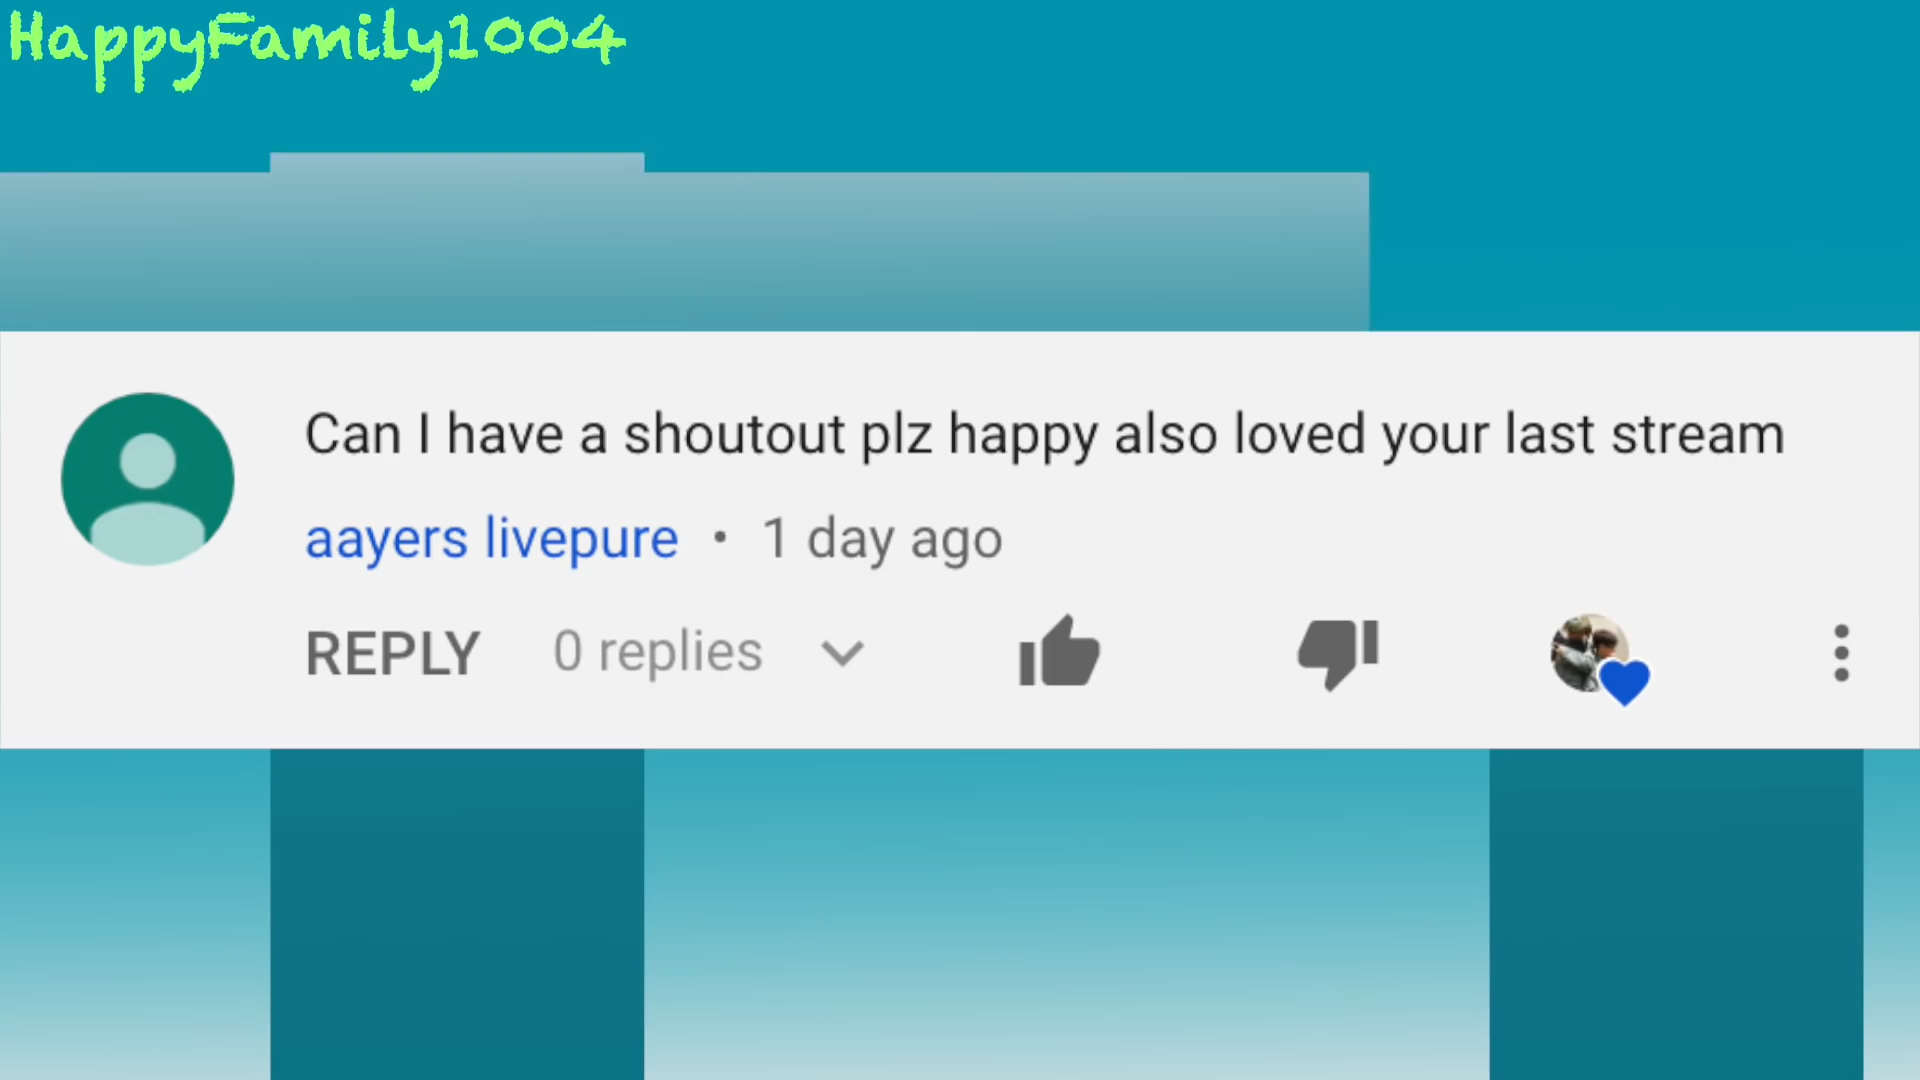 HappyFamily1004
Can I have a shoutout plz happy also loved your last stream
aayers livepure • 1 day ago
REPLY 0 replies